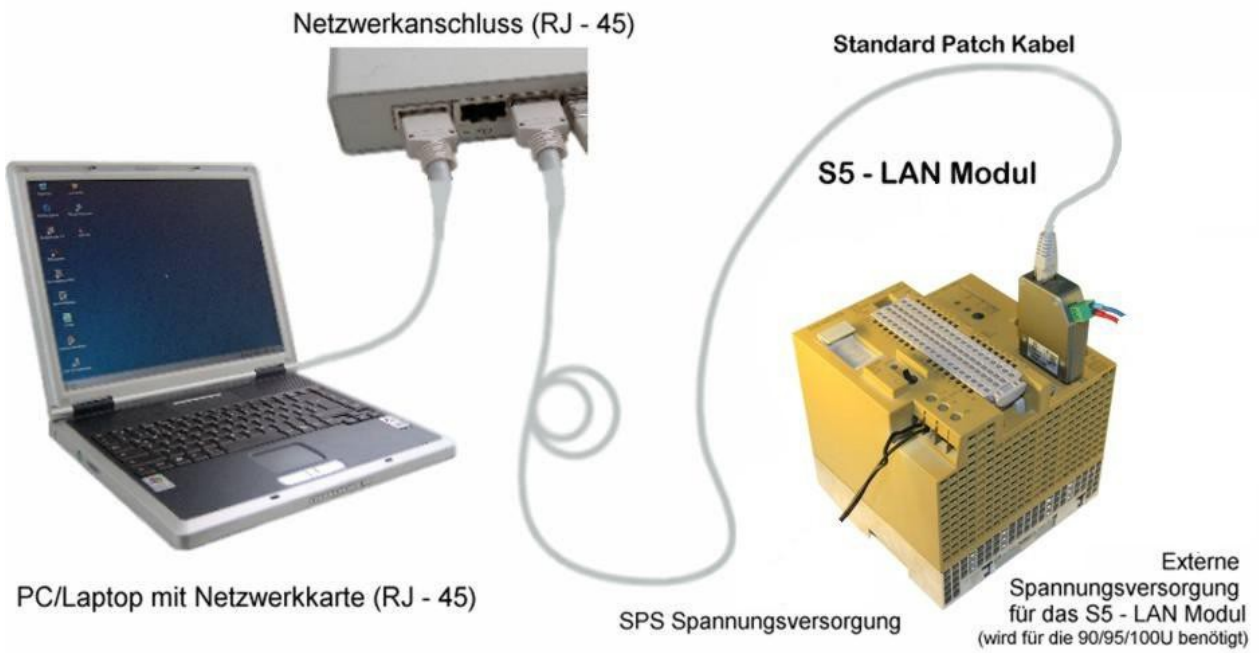 Netzwerkanschluss (RJ - 45)
Standard Patch Kabel
S5 - LAN Modul
PC/Laptop mit Netzwerkkarte (RJ - 45)
SPS Spannungsversorgung
Externe
Spannungsversorgung
für das S5 - LAN Modul
(wird für die 90/95/100U benötigt)